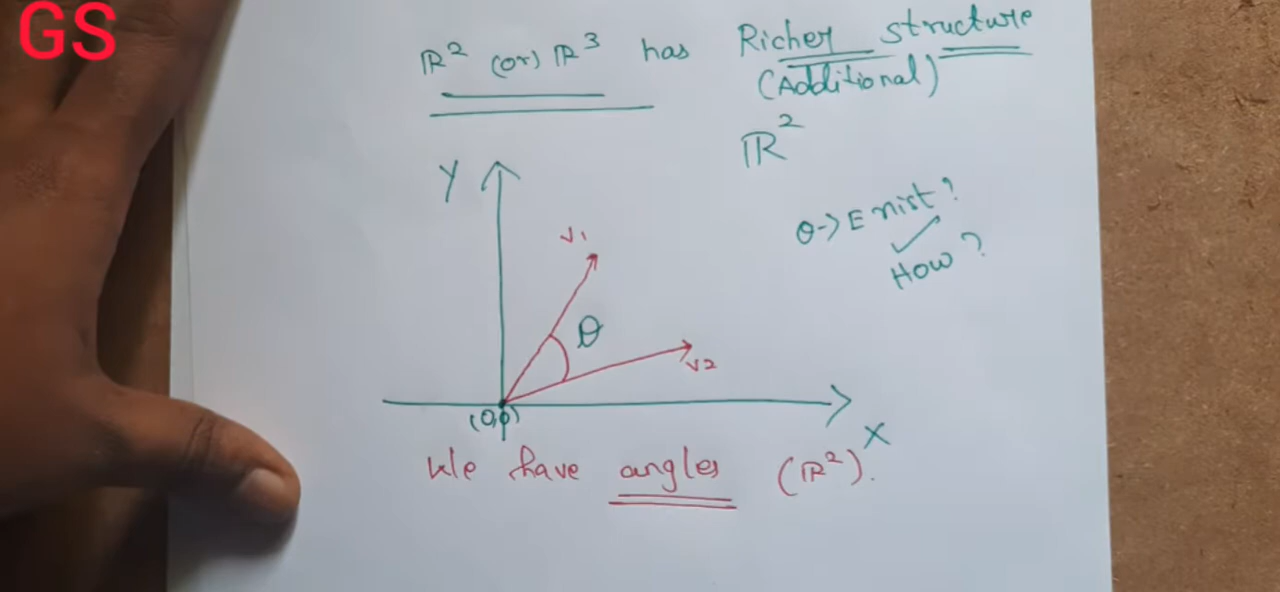 GS
ℝ² (or) ℝ³ has Richer structure
(Additional)
ℝ²
Y
θ→ Exist?
✓
How?
V1
θ
V2
(0,0)
X
We have angles (ℝ²).